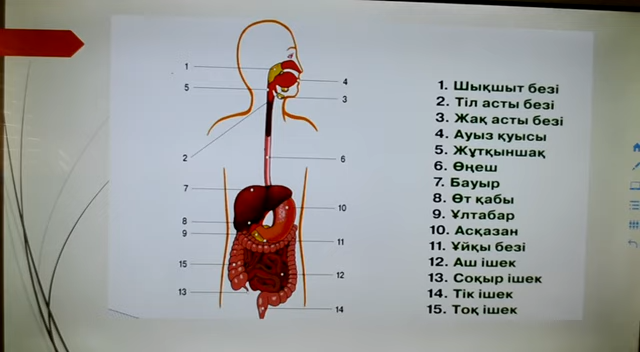 1
5
4
3
2
6
7
10
8
9
11
15
12
13
14
1. Шықшыт безі
2. Тіл асты безі
3. Жақ асты безі
4. Ауыз қуысы
5. Жұтқыншақ
6. Өңеш
7. Бауыр
8. Өт қабы
9. Ұлтабар
10. Асқазан
11. Ұйқы безі
12. Аш ішек
13. Соқыр ішек
14. Тік ішек
15. Тоқ ішек